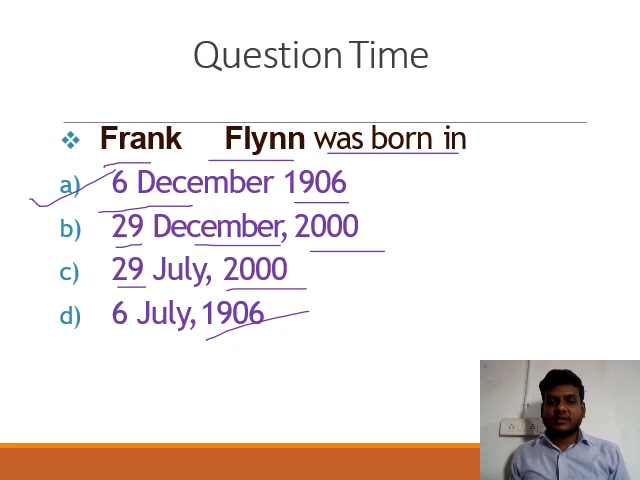 Question Time
❖ Frank Flynn was born in
a) 6 December 1906
b) 29 December, 2000
c) 29 July, 2000
d) 6 July, 1906